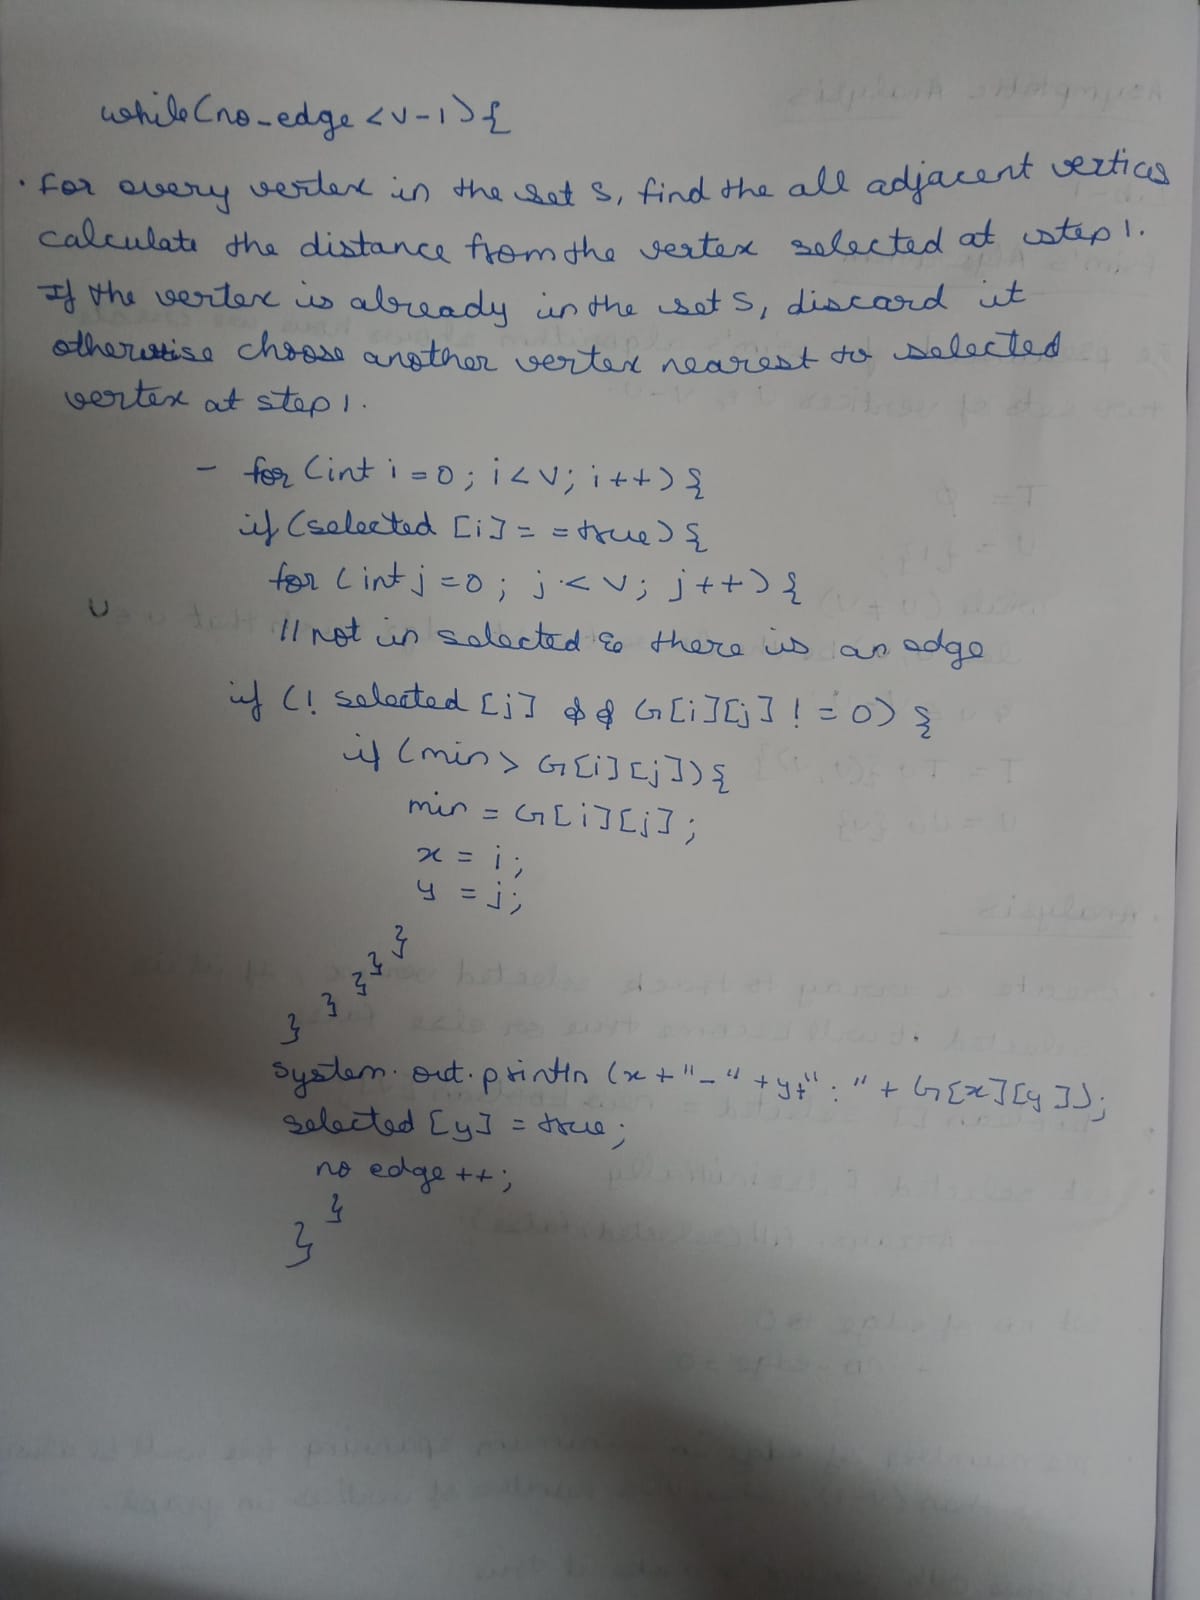 while(no_edge <v-1){
· For every vertex in the set S, find the all adjacent vertices
calculate the distance from the vertex selected at step 1.
If the vertex is already in the set S, discard it
otherwise choose another vertex nearest to selected
vertex at step 1.
- for (int i = 0; i < V; i++) {
if (selected [i] = = true) {
for (int j = 0; j < V; j++) {
U
// not in selected & there is an edge
if (! selected [j] && G[i][j] ! = 0) {
if (min > G[i][j]) {
min = G[i][j];
x = i;
y = j;
}
}
}
}
}
System.out.println (x + "-" + y + ":" + G[x][y]);
selected [y] = true;
no edge ++;
}
}